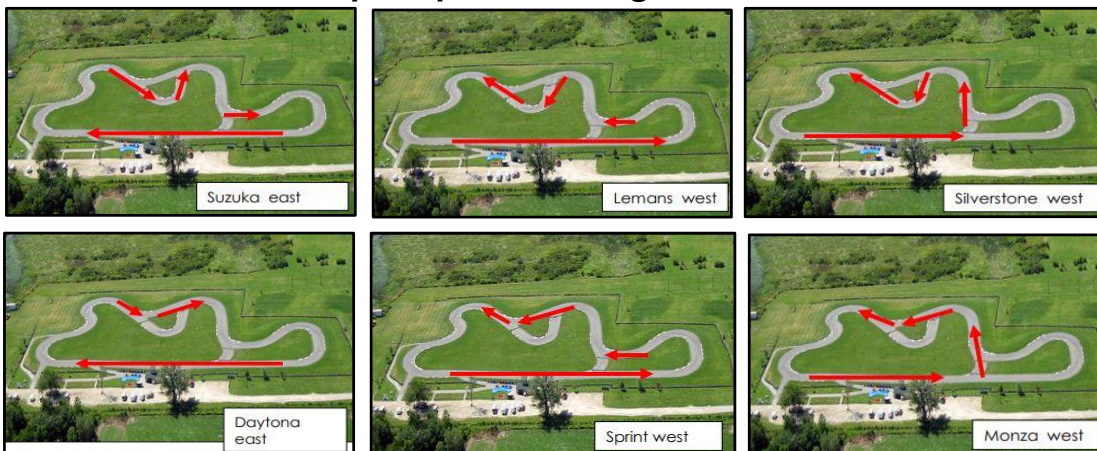 Suzuka east
Lemans west
Silverstone west
Daytona
east
Sprint west
Monza west